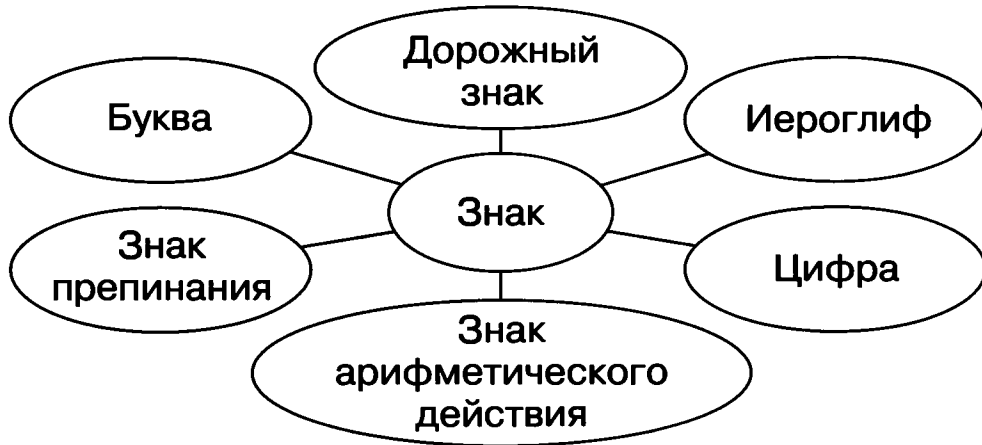 Дорожный
знак
Буква
Иероглиф
Знак
Знак
препинания
Цифра
Знак
арифметического
действия